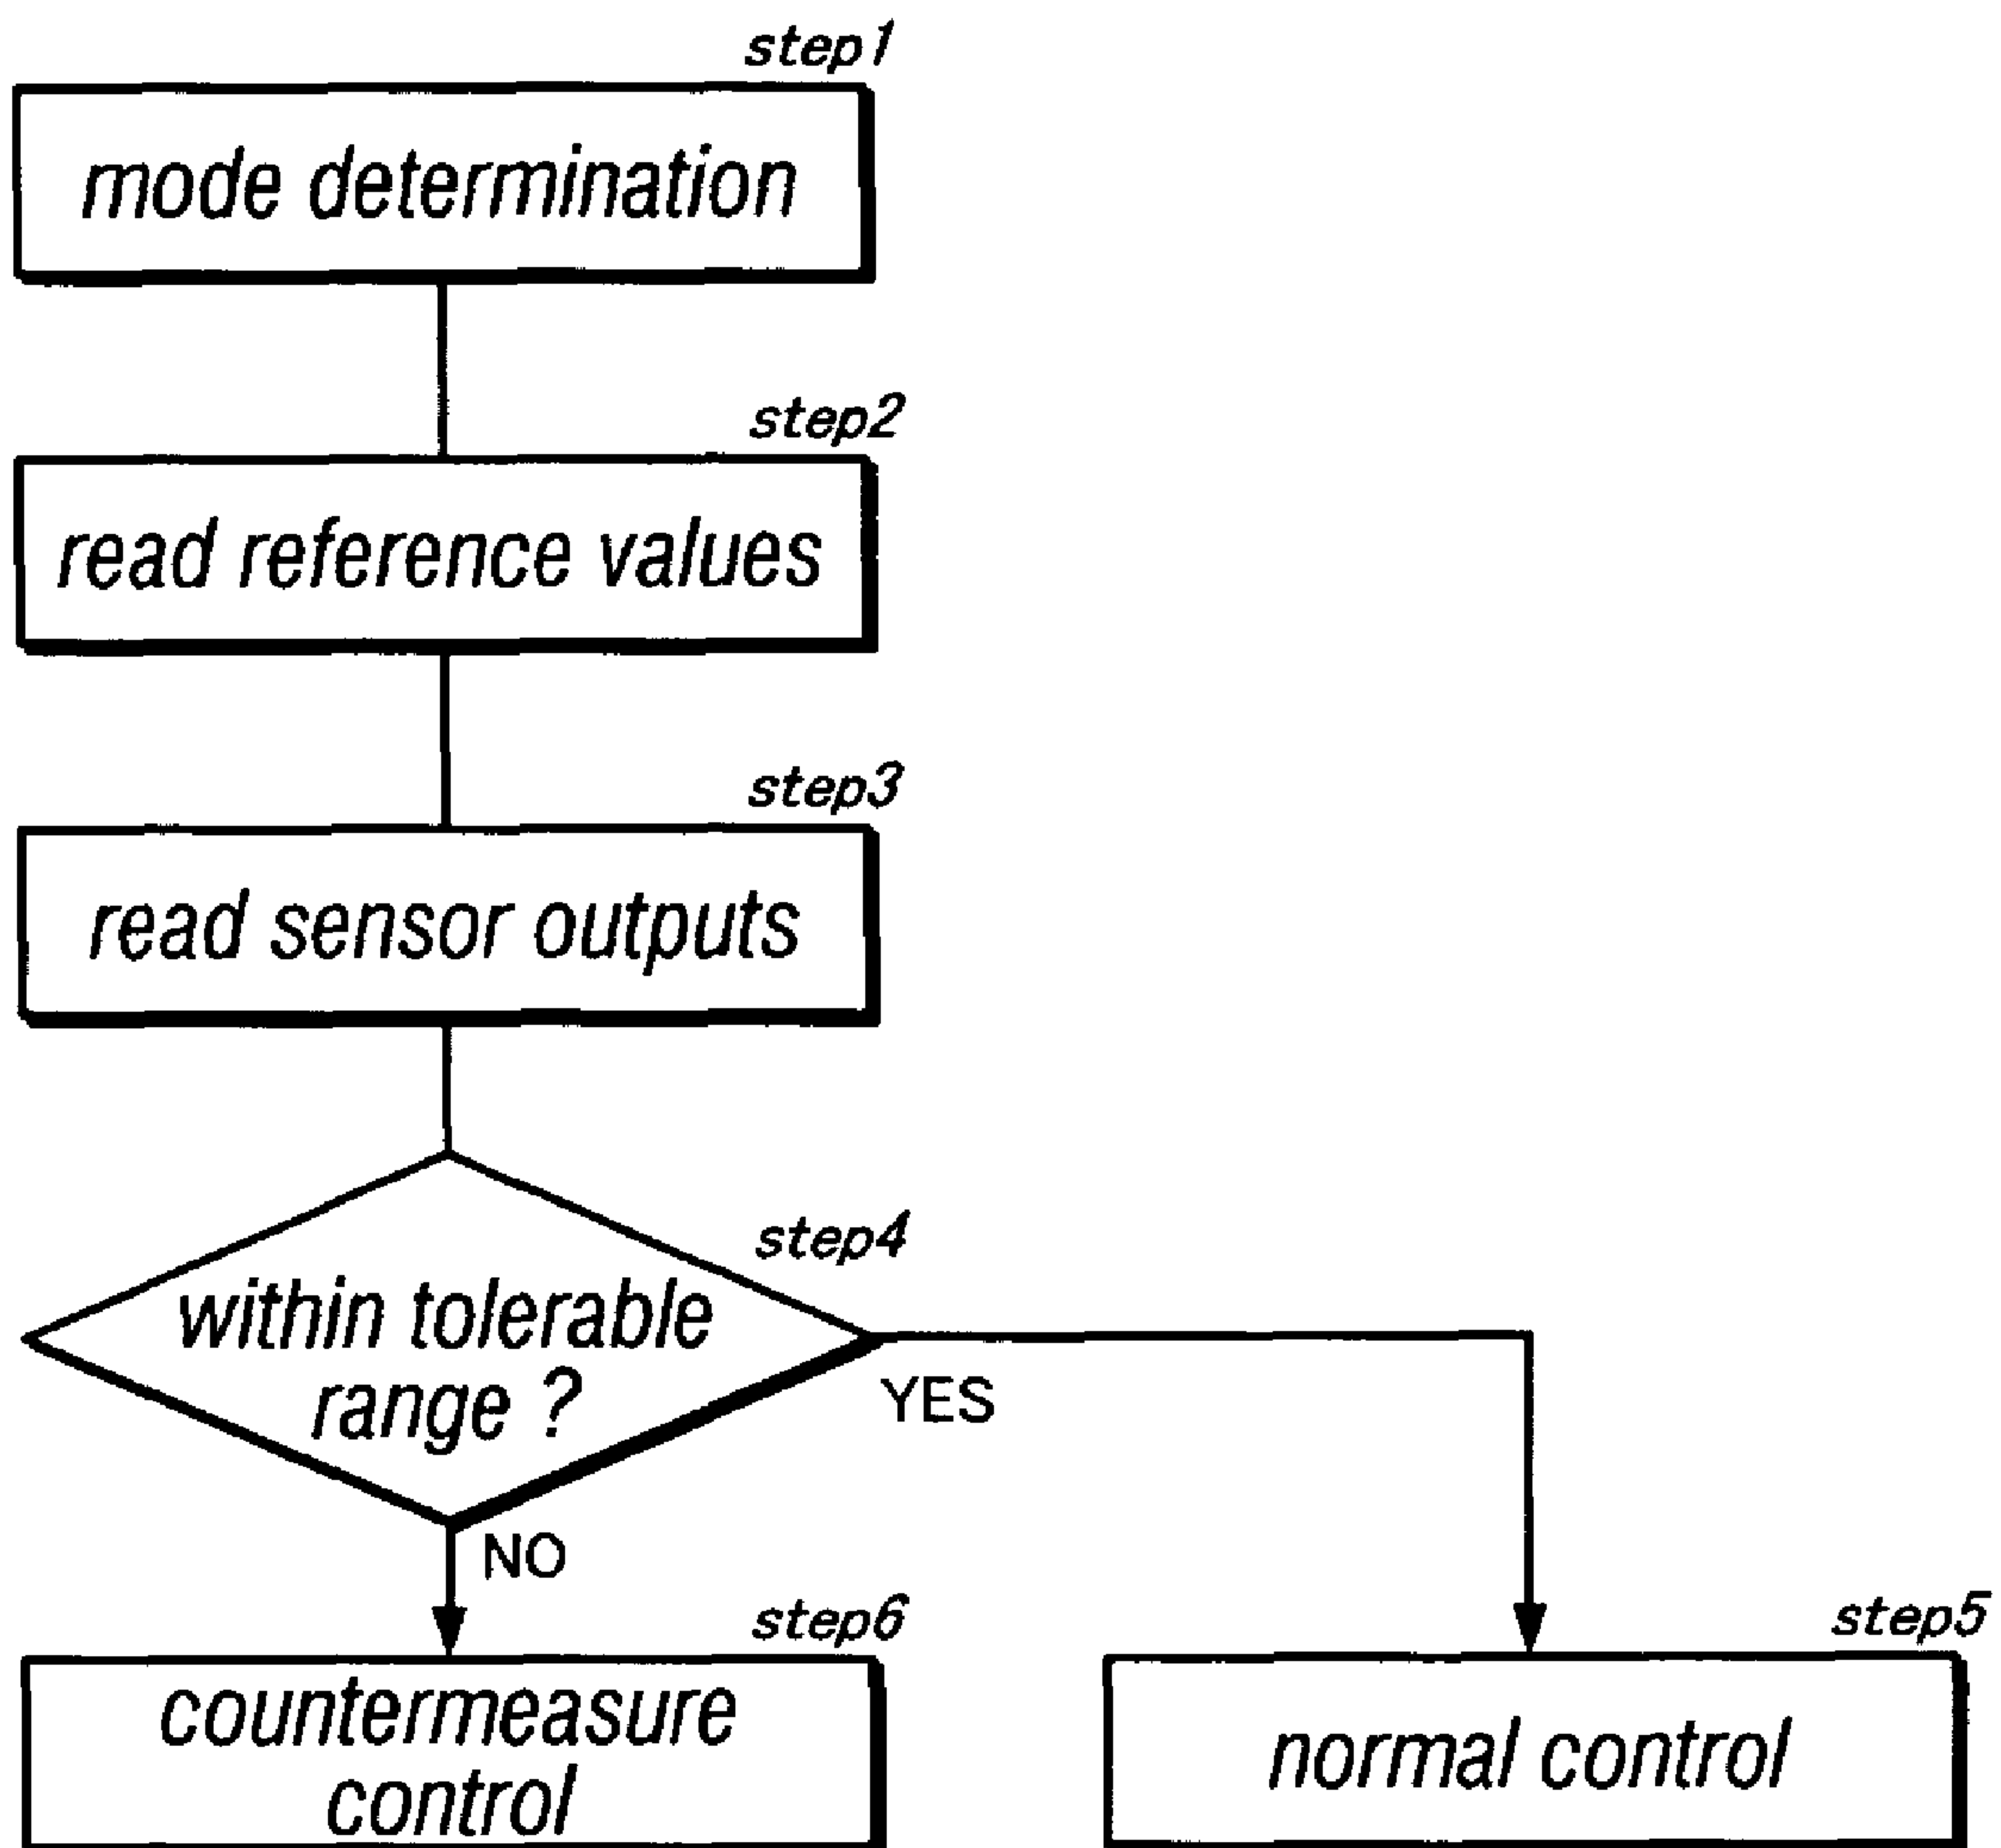 step1
mode determination
step2
read reference values
step3
read sensor outputs
step4
within tolerable
range ?
YES
NO
step6
countermeasure
control
step5
normal control